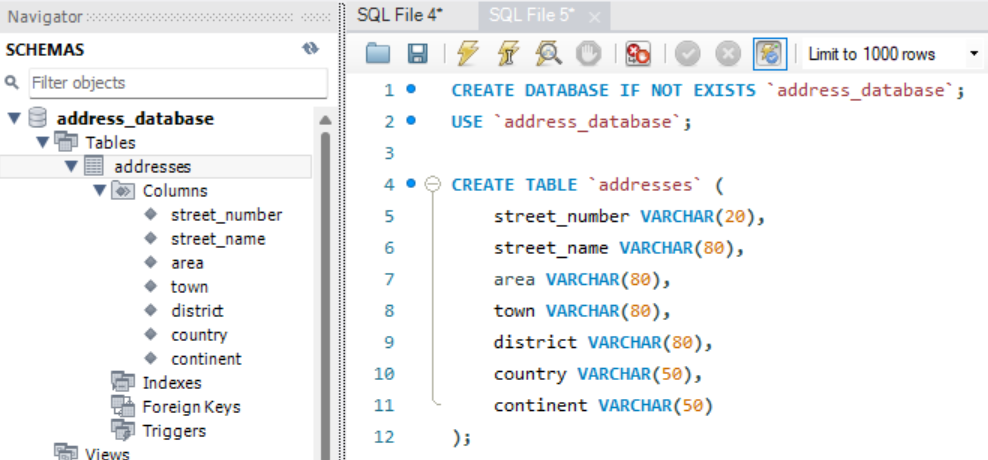 Navigator
SCHEMAS
Filter objects
address_database
Tables
addresses
Columns
street_number
street_name
area
town
district
country
continent
Indexes
Foreign Keys
Triggers
Views
SQL File 4* SQL File 5*
Limit to 1000 rows
1 CREATE DATABASE IF NOT EXISTS `address_database`;
2 USE `address_database`;
3
4 CREATE TABLE `addresses` (
5 street_number VARCHAR(20),
6 street_name VARCHAR(80),
7 area VARCHAR(80),
8 town VARCHAR(80),
9 district VARCHAR(80),
10 country VARCHAR(50),
11 continent VARCHAR(50)
12 );